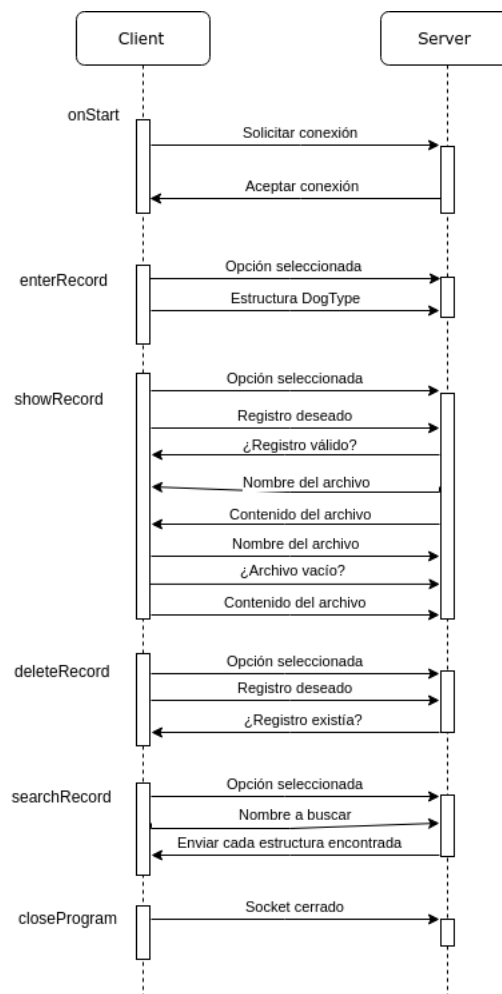 Client
Server
onStart
Solicitar conexión
Aceptar conexión
enterRecord
Opción seleccionada
Estructura DogType
showRecord
Opción seleccionada
Registro deseado
¿Registro válido?
Nombre del archivo
Contenido del archivo
Nombre del archivo
¿Archivo vacío?
Contenido del archivo
deleteRecord
Opción seleccionada
Registro deseado
¿Registro existía?
searchRecord
Opción seleccionada
Nombre a buscar
Enviar cada estructura encontrada
closeProgram
Socket cerrado